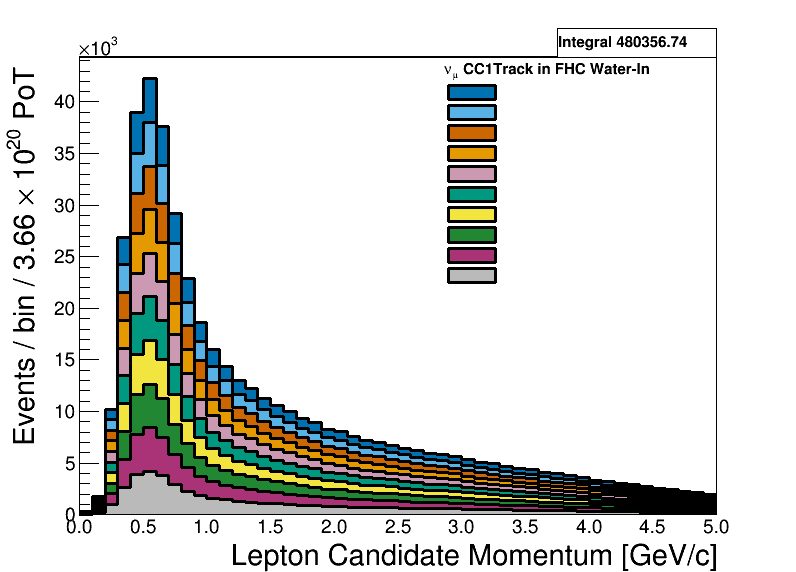 Integral 480356.74
×10³
ν_μ CC1Track in FHC Water-In
40
35
30
25
20
15
10
5
0
Events / bin / 3.66 × 10²⁰ PoT
0.0 0.5 1.0 1.5 2.0 2.5 3.0 3.5 4.0 4.5 5.0
Lepton Candidate Momentum [GeV/c]